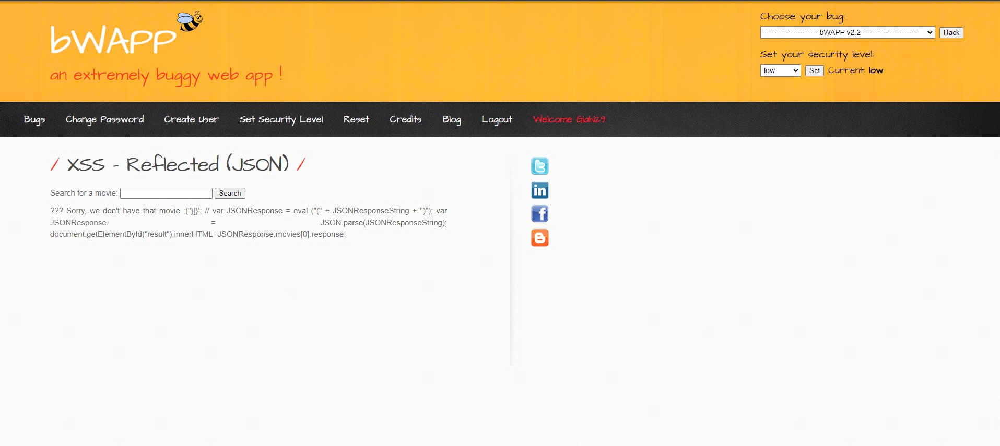 bWAPP
an extremely buggy web app !
Choose your bug:
---------------------- bWAPP v2.2 ----------------------- Hack
Set your security level:
low Set Current: low
Bugs Change Password Create User Set Security Level Reset Credits Blog Logout Welcome Giahi29
/ XSS - Reflected (JSON) /
Search for a movie: Search
??? Sorry, we don't have that movie :("}]}'; // var JSONResponse = eval ("(" + JSONResponseString + ")"); var
JSONResponse = JSON.parse(JSONResponseString);
document.getElementById("result").innerHTML=JSONResponse.movies[0].response;